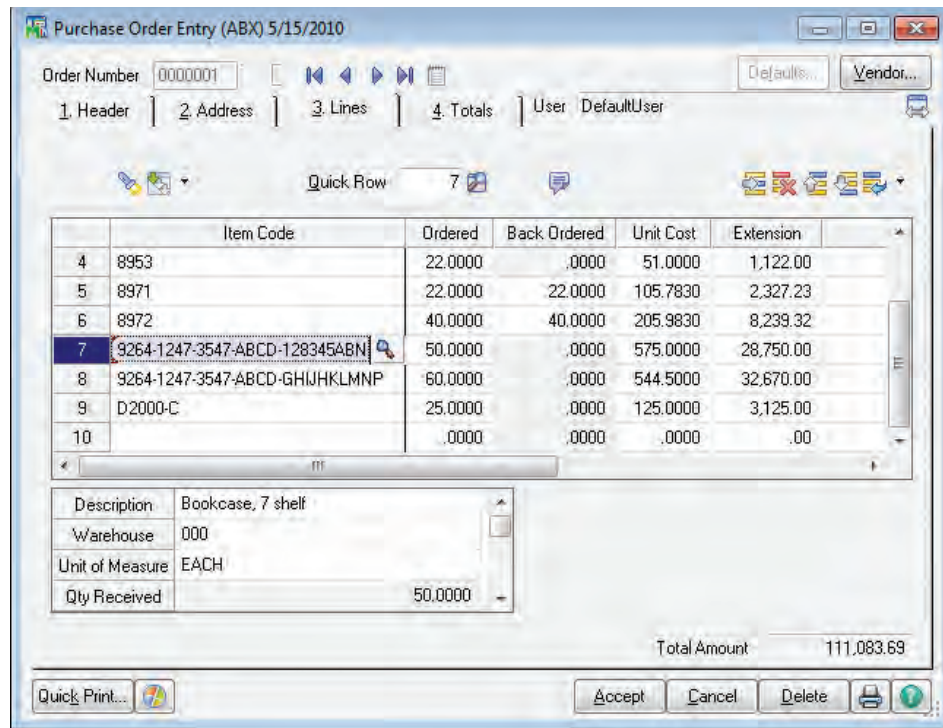 Purchase Order Entry (ABX) 5/15/2010
Order Number 0000001 Defaults... Vendor...
1. Header 2. Address 3. Lines 4. Totals User DefaultUser
Quick Row 7
Item Code Ordered Back Ordered Unit Cost Extension
4 8953 22.0000 .0000 51.0000 1,122.00
5 8971 22.0000 22.0000 105.7830 2,327.23
6 8972 40.0000 40.0000 205.9830 8,239.32
7 9264-1247-3547-ABCD-128345ABN 50.0000 .0000 575.0000 28,750.00
8 9264-1247-3547-ABCD-GHIJHKLMNP 60.0000 .0000 544.5000 32,670.00
9 D2000-C 25.0000 .0000 125.0000 3,125.00
10 .0000 .0000 .0000 .00
Description Bookcase, 7 shelf
Warehouse 000
Unit of Measure EACH
Qty Received 50.0000
Total Amount 111,083.69
Quick Print... Accept Cancel Delete